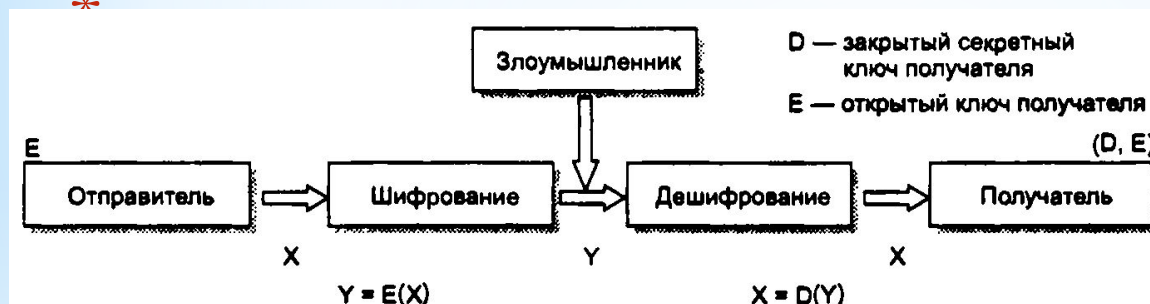 *
Злоумышленник
D — закрытый секретный
ключ получателя
E — открытый ключ получателя
E
(D, E)
Отправитель
Шифрование
Дешифрование
Получатель
X
Y
X
Y = E(X)
X = D(Y)